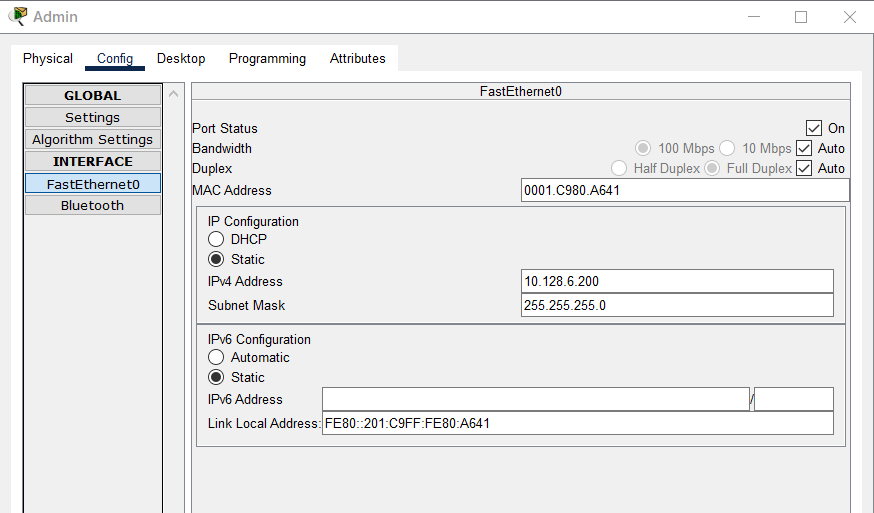 Admin
Physical Config Desktop Programming Attributes
GLOBAL
Settings
Algorithm Settings
INTERFACE
FastEthernet0
Bluetooth
FastEthernet0
Port Status On
Bandwidth 100 Mbps 10 Mbps Auto
Duplex Half Duplex Full Duplex Auto
MAC Address 0001.C980.A641
IP Configuration
DHCP
Static
IPv4 Address 10.128.6.200
Subnet Mask 255.255.255.0
IPv6 Configuration
Automatic
Static
IPv6 Address /
Link Local Address: FE80::201:C9FF:FE80:A641